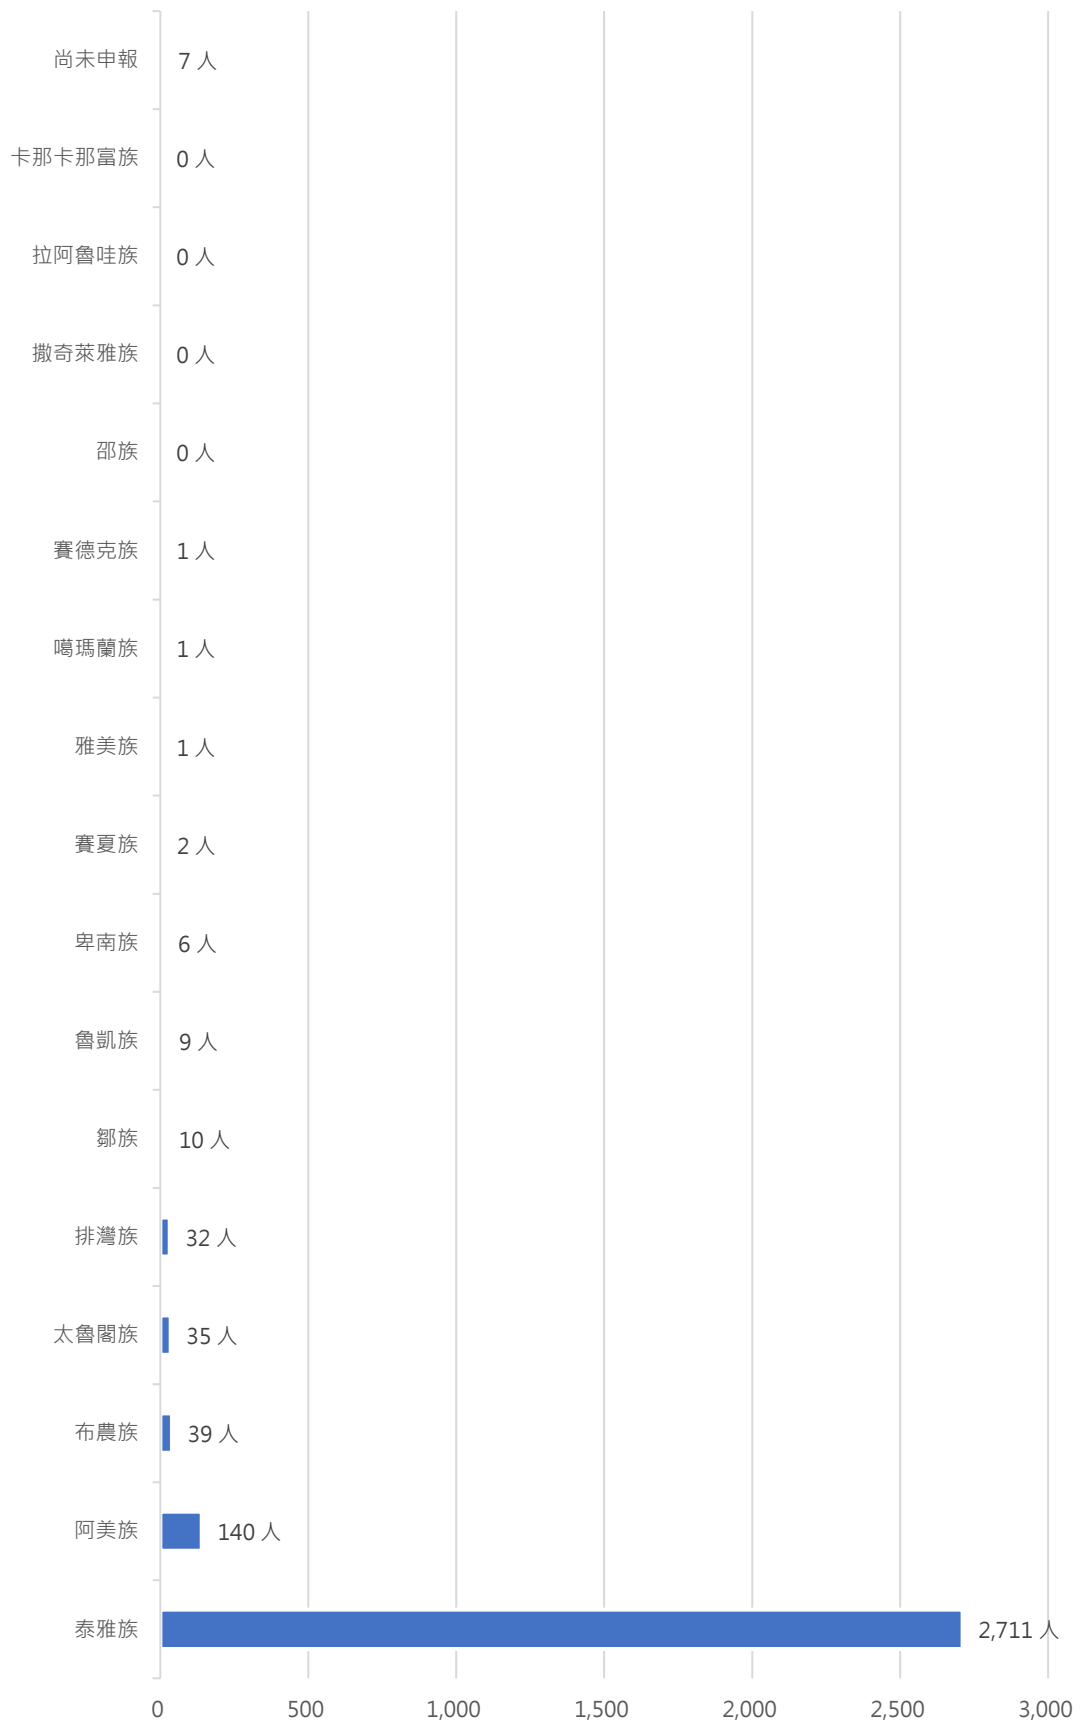 尚未申報 7 人
卡那卡那富族 0 人
拉阿魯哇族 0 人
撒奇萊雅族 0 人
邵族 0 人
賽德克族 1 人
噶瑪蘭族 1 人
雅美族 1 人
賽夏族 2 人
卑南族 6 人
魯凱族 9 人
鄒族 10 人
排灣族 32 人
太魯閣族 35 人
布農族 39 人
阿美族 140 人
泰雅族 2,711 人
0 500 1,000 1,500 2,000 2,500 3,000